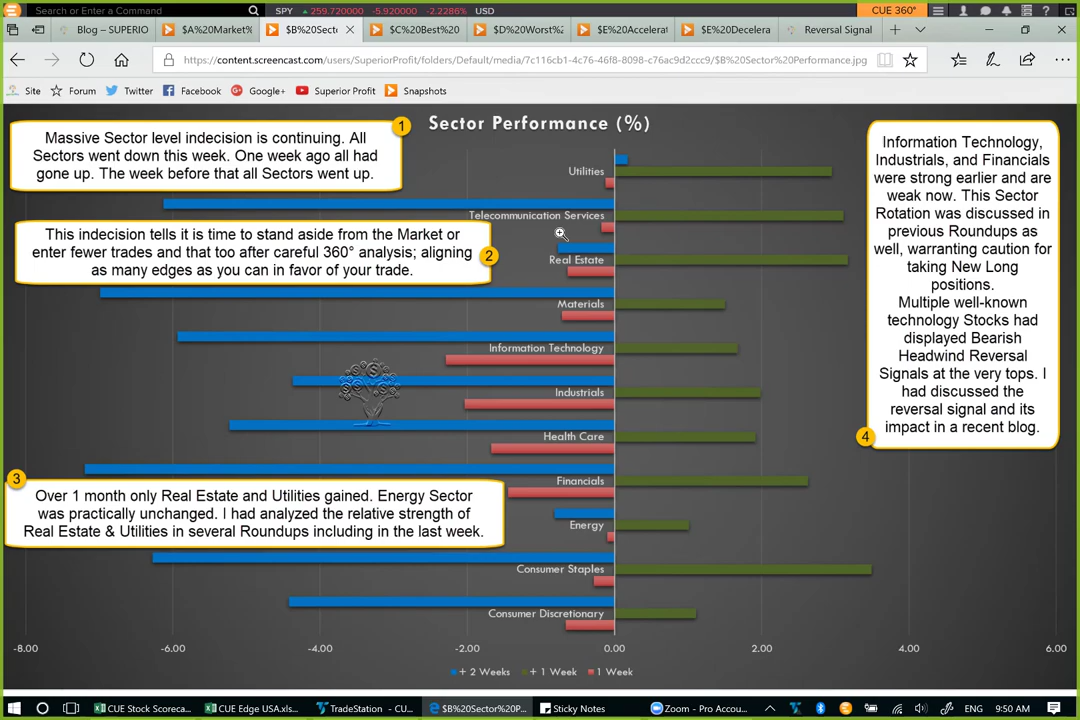 Search or Enter a Command
SPY 259.720000 -5.920000 -2.2286% USD
CUE 360°
Blog – SUPERIO
$A%20Market%
$B%20Secto
$C%20Best%20
$D%20Worst%2
$E%20Accelerat
$E%20Decelera
Reversal Signal
https://content.screencast.com/users/SuperiorProfit/folders/Default/media/7c116cb1-4c76-46f8-8098-c76ac9d2ccc9/$B%20Sector%20Performance.jpg
Site
Forum
Twitter
Facebook
Google+
Superior Profit
Snapshots
Sector Performance (%)
1
Massive Sector level indecision is continuing. All
Sectors went down this week. One week ago all had
gone up. The week before that all Sectors went up.
2
This indecision tells it is time to stand aside from the Market or
enter fewer trades and that too after careful 360° analysis; aligning
as many edges as you can in favor of your trade.
3
Over 1 month only Real Estate and Utilities gained. Energy Sector
was practically unchanged. I had analyzed the relative strength of
Real Estate & Utilities in several Roundups including in the last week.
Information Technology,
Industrials, and Financials
were strong earlier and are
weak now. This Sector
Rotation was discussed in
previous Roundups as
well, warranting caution for
taking New Long
positions.
Multiple well-known
technology Stocks had
displayed Bearish
Headwind Reversal
Signals at the very tops. I
had discussed the
reversal signal and its
impact in a recent blog.
4
Utilities
Telecommunication Services
Real Estate
Materials
Information Technology
Industrials
Health Care
Financials
Energy
Consumer Staples
Consumer Discretionary
-8.00 -6.00 -4.00 -2.00 0.00 2.00 4.00 6.00
+ 2 Weeks + 1 Week 1 Week
CUE Stock Scoreca...
CUE Edge USA.xls...
TradeStation - CU...
$B%20Sector%20P...
Sticky Notes
Zoom - Pro Accou...
ENG
9:50 AM